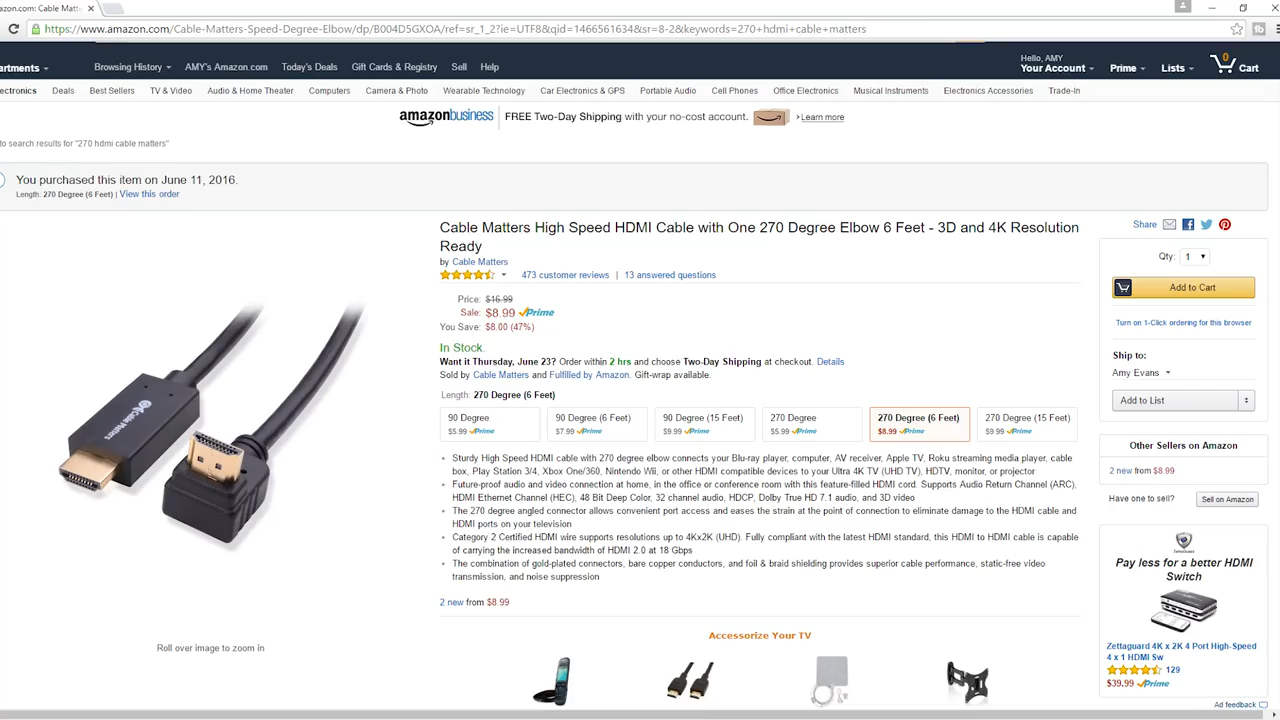 azon.com: Cable Matt
https://www.amazon.com/Cable-Matters-Speed-Degree-Elbow/dp/B004D5GXOA/ref=sr_1_2?ie=UTF8&qid=1466561634&sr=8-2&keywords=270+hdmi+cable+matters
artments
Browsing History
AMY's Amazon.com
Today's Deals
Gift Cards & Registry
Sell
Help
Hello, AMY
Your Account
Prime
Lists
0
Cart
ectronics
Deals
Best Sellers
TV & Video
Audio & Home Theater
Computers
Camera & Photo
Wearable Technology
Car Electronics & GPS
Portable Audio
Cell Phones
Office Electronics
Musical Instruments
Electronics Accessories
Trade-In
amazonbusiness
FREE Two-Day Shipping with your no-cost account.
Learn more
to search results for "270 hdmi cable matters"
You purchased this item on June 11, 2016.
Length: 270 Degree (6 Feet) | View this order
Cable Matters High Speed HDMI Cable with One 270 Degree Elbow 6 Feet - 3D and 4K Resolution
Ready
by Cable Matters
473 customer reviews | 13 answered questions
Price: $16.99
Sale: $8.99 Prime
You Save: $8.00 (47%)
In Stock.
Want it Thursday, June 23? Order within 2 hrs and choose Two-Day Shipping at checkout. Details
Sold by Cable Matters and Fulfilled by Amazon. Gift-wrap available.
Length: 270 Degree (6 Feet)
90 Degree
$5.99 Prime
90 Degree (6 Feet)
$7.99 Prime
90 Degree (15 Feet)
$9.99 Prime
270 Degree
$5.99 Prime
270 Degree (6 Feet)
$8.99 Prime
270 Degree (15 Feet)
$9.99 Prime
Sturdy High Speed HDMI cable with 270 degree elbow connects your Blu-ray player, computer, AV receiver, Apple TV, Roku streaming media player, cable
box, Play Station 3/4, Xbox One/360, Nintendo Wii, or other HDMI compatible devices to your Ultra 4K TV (UHD TV), HDTV, monitor, or projector
Future-proof audio and video connection at home, in the office or conference room with this feature-filled HDMI cord. Supports Audio Return Channel (ARC),
HDMI Ethernet Channel (HEC), 48 Bit Deep Color, 32 channel audio, HDCP, Dolby True HD 7.1 audio, and 3D video
The 270 degree angled connector allows convenient port access and eases the strain at the point of connection to eliminate damage to the HDMI cable and
HDMI ports on your television
Category 2 Certified HDMI wire supports resolutions up to 4Kx2K (UHD). Fully compliant with the latest HDMI standard, this HDMI to HDMI cable is capable
of carrying the increased bandwidth of HDMI 2.0 at 18 Gbps
The combination of gold-plated connectors, bare copper conductors, and foil & braid shielding provides superior cable performance, static-free video
transmission, and noise suppression
2 new from $8.99
Cable Matters
Roll over image to zoom in
Accessorize Your TV
Share
Qty: 1
Add to Cart
Turn on 1-Click ordering for this browser
Ship to:
Amy Evans
Add to List
Other Sellers on Amazon
2 new from $8.99
Have one to sell?
Sell on Amazon
Pay less for a better HDMI
Switch
Zettaguard 4K x 2K 4 Port High-Speed
4 x 1 HDMI Sw
129
$39.99 Prime
Ad feedback